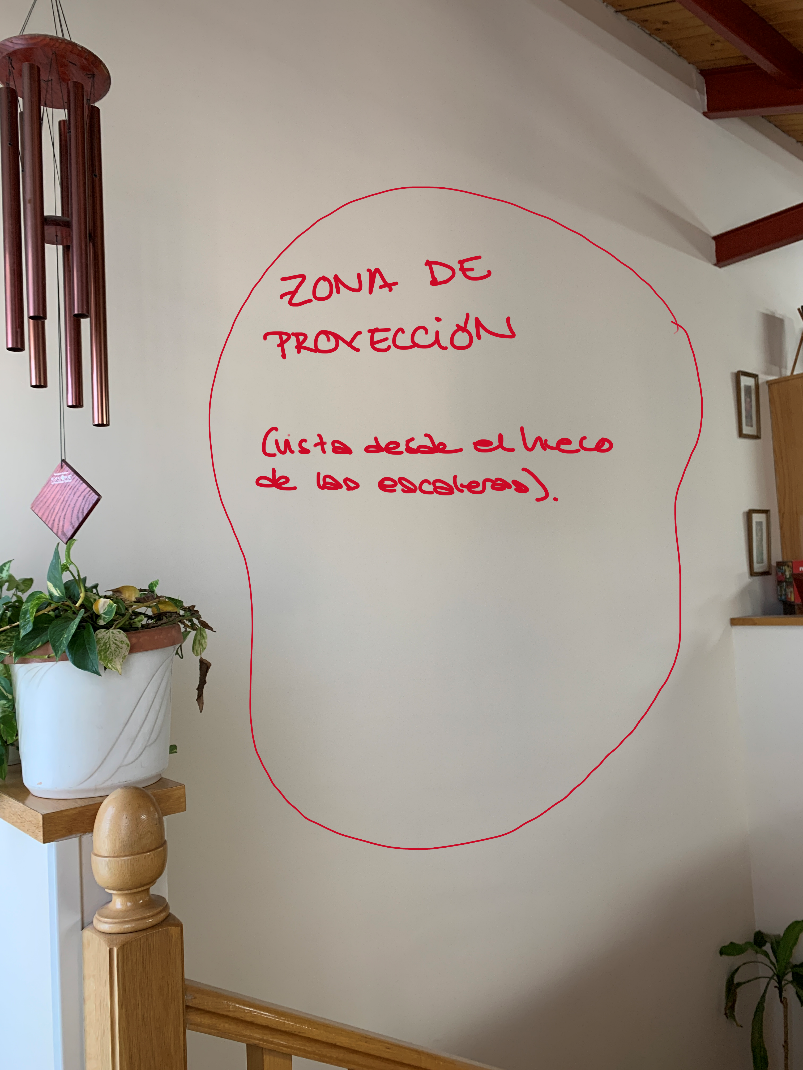 ZONA DE
PROYECCIÓN
(vista desde el hueco
de las escaleras).